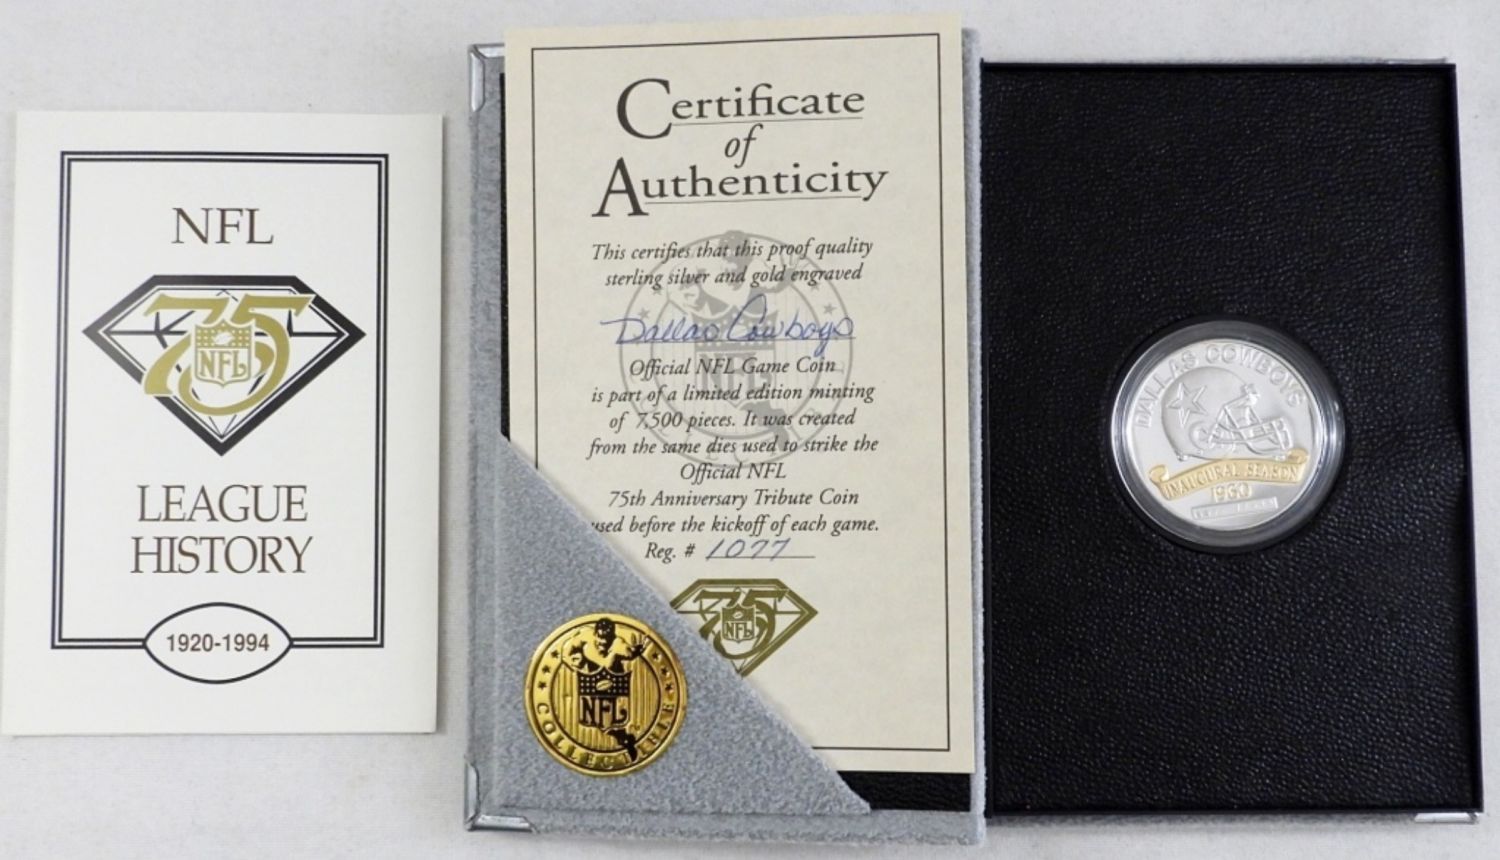 NFL
75
NFL
LEAGUE
HISTORY
1920-1994
Certificate
of
Authenticity
This certifies that this proof quality
sterling silver and gold engraved
Dallas Cowboys
Official NFL Game Coin
is part of a limited edition minting
of 7,500 pieces. It was created
from the same dies used to strike the
Official NFL
75th Anniversary Tribute Coin
used before the kickoff of each game.
Reg. # 1077
75
NFL
NFL
COLLECTIBLE
DALLAS COWBOYS
INAUGURAL SEASON
1960